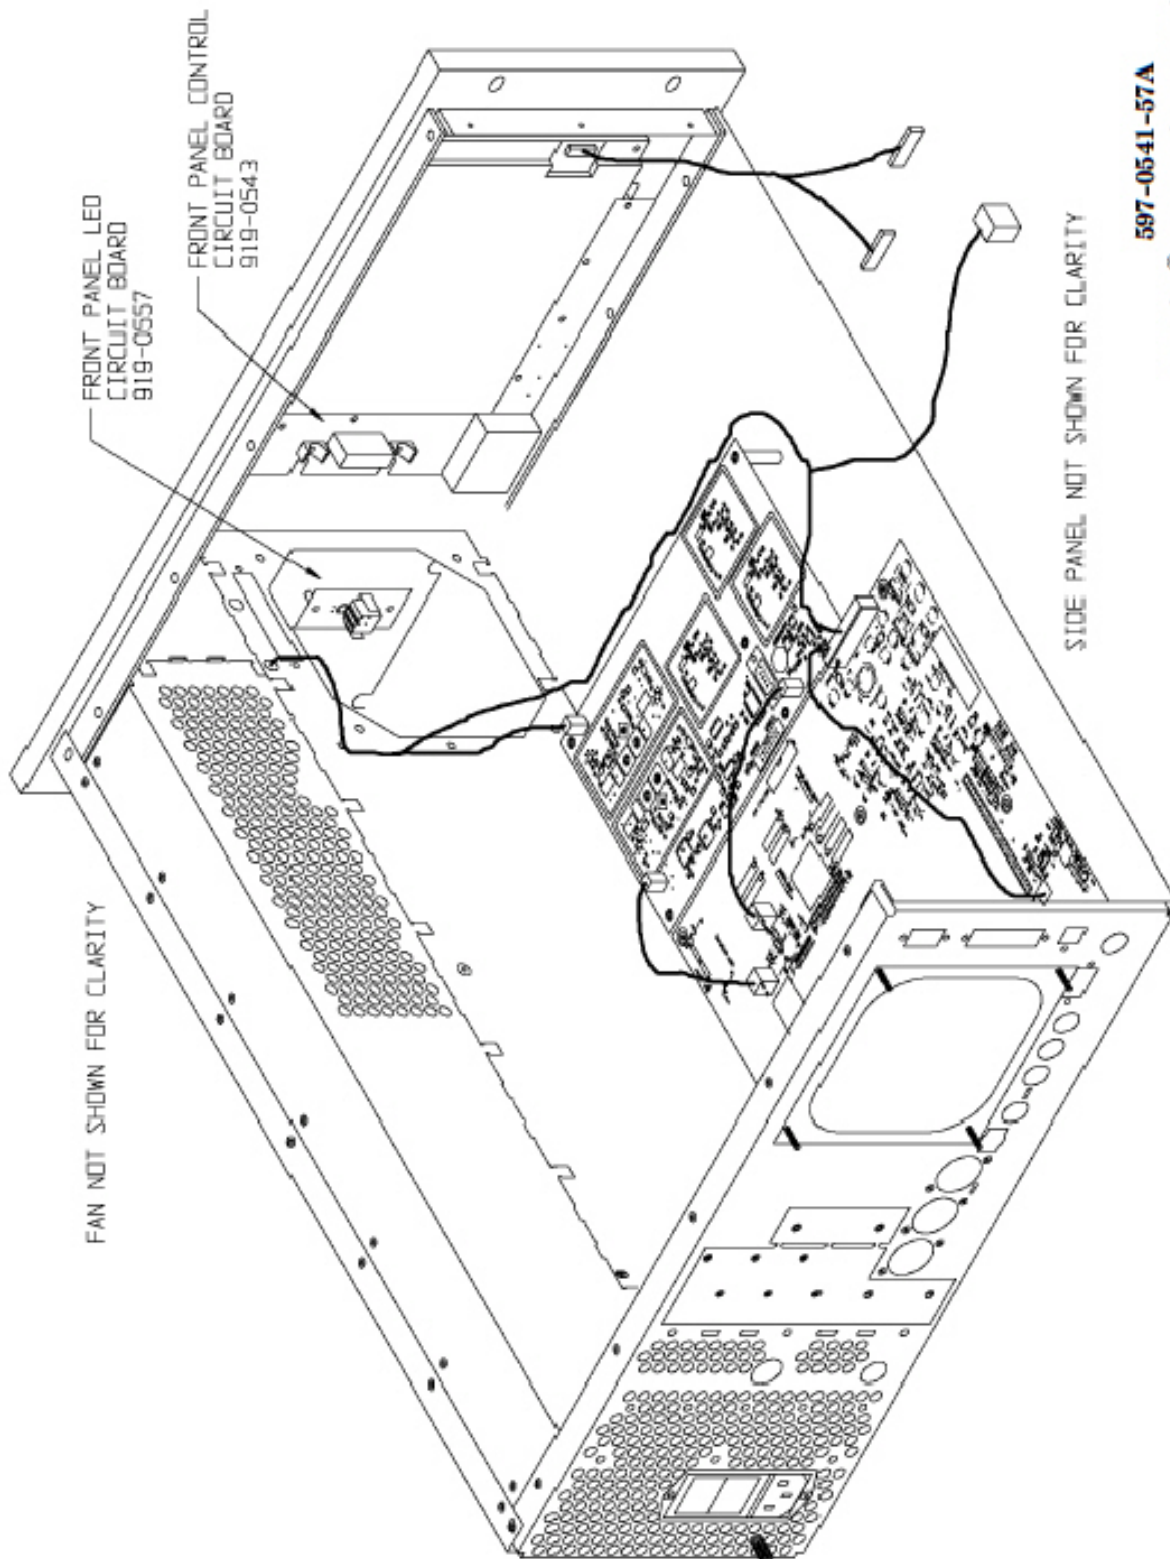 FAN NOT SHOWN FOR CLARITY
FRONT PANEL LED
CIRCUIT BOARD
919-0557
FRONT PANEL CONTROL
CIRCUIT BOARD
919-0543
SIDE PANEL NOT SHOWN FOR CLARITY
597-0541-57A